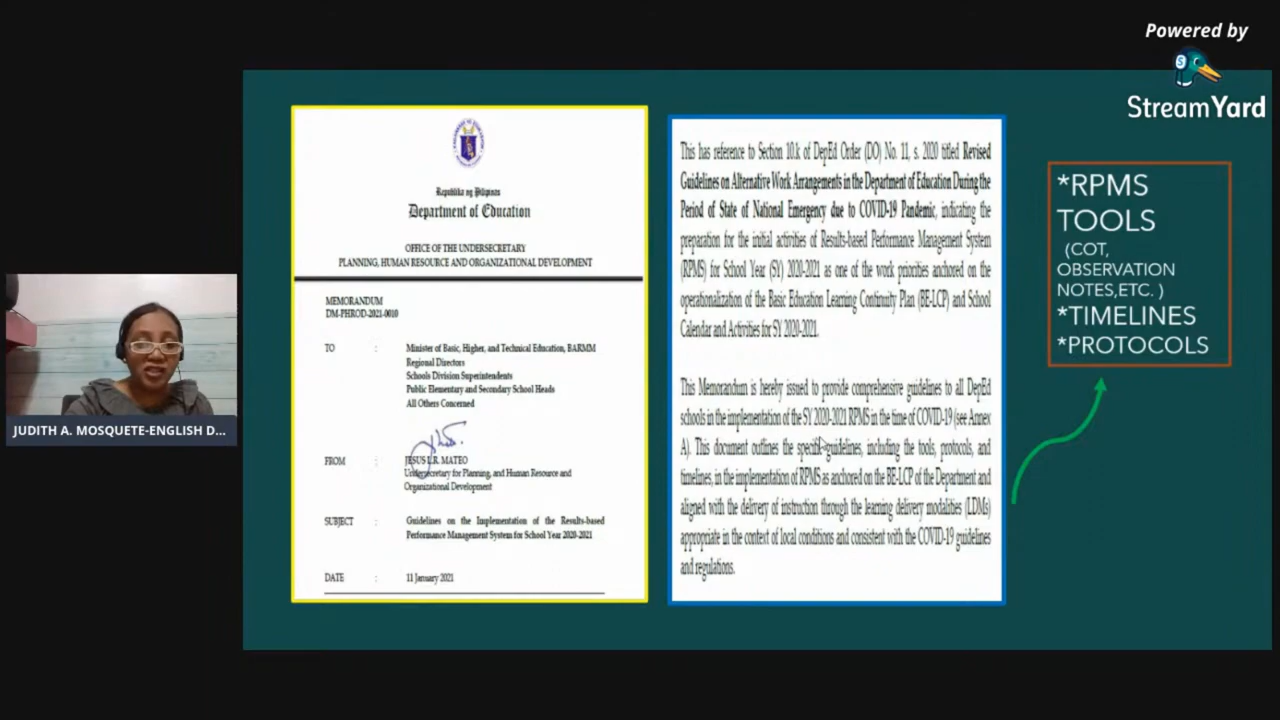 Powered by
StreamYard
Republika ng Pilipinas
Department of Education
OFFICE OF THE UNDERSECRETARY
PLANNING, HUMAN RESOURCE AND ORGANIZATIONAL DEVELOPMENT
MEMORANDUM
DM-PHROD-2021-0010
TO : Minister of Basic, Higher, and Technical Education, BARMM
Regional Directors
Schools Division Superintendents
Public Elementary and Secondary School Heads
All Others Concerned
FROM : JESUS L.R. MATEO
Undersecretary for Planning, and Human Resource and
Organizational Development
SUBJECT : Guidelines on the Implementation of the Results-based
Performance Management System for School Year 2020-2021
DATE : 11 January 2021
This has reference to Section 10.k of DepEd Order (DO) No. 11, s. 2020 titled Revised
Guidelines on Alternative Work Arrangements in the Department of Education During the
Period of State of National Emergency due to COVID-19 Pandemic, indicating the
preparation for the initial activities of Results-based Performance Management System
(RPMS) for School Year (SY) 2020-2021 as one of the work priorities anchored on the
operationalization of the Basic Education Learning Continuity Plan (BE-LCP) and School
Calendar and Activities for SY 2020-2021.
This Memorandum is hereby issued to provide comprehensive guidelines to all DepEd
schools in the implementation of the SY 2020-2021 RPMS in the time of COVID-19 (see Annex
A). This document outlines the specific guidelines, including the tools, protocols, and
timelines, in the implementation of RPMS as anchored on the BE-LCP of the Department and
aligned with the delivery of instruction through the learning delivery modalities (LDMs)
appropriate in the context of local conditions and consistent with the COVID-19 guidelines
and regulations.
*RPMS
TOOLS
(COT,
OBSERVATION
NOTES,ETC. )
*TIMELINES
*PROTOCOLS
JUDITH A. MOSQUETE-ENGLISH D...